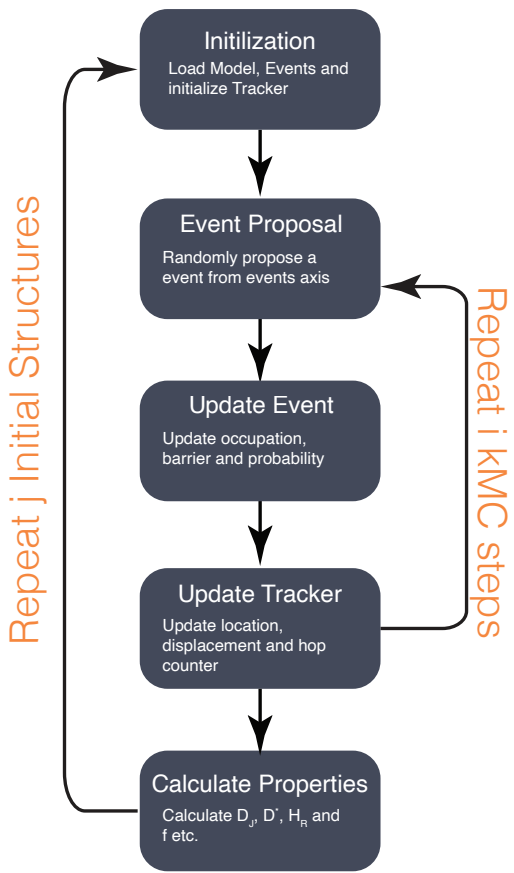 Initilization
Load Model, Events and
initialize Tracker
Event Proposal
Randomly propose a
event from events axis
Update Event
Update occupation,
barrier and probability
Update Tracker
Update location,
displacement and hop
counter
Calculate Properties
Calculate D_J, D*, H_R and
f etc.
Repeat j Initial Structures
Repeat i kMC steps